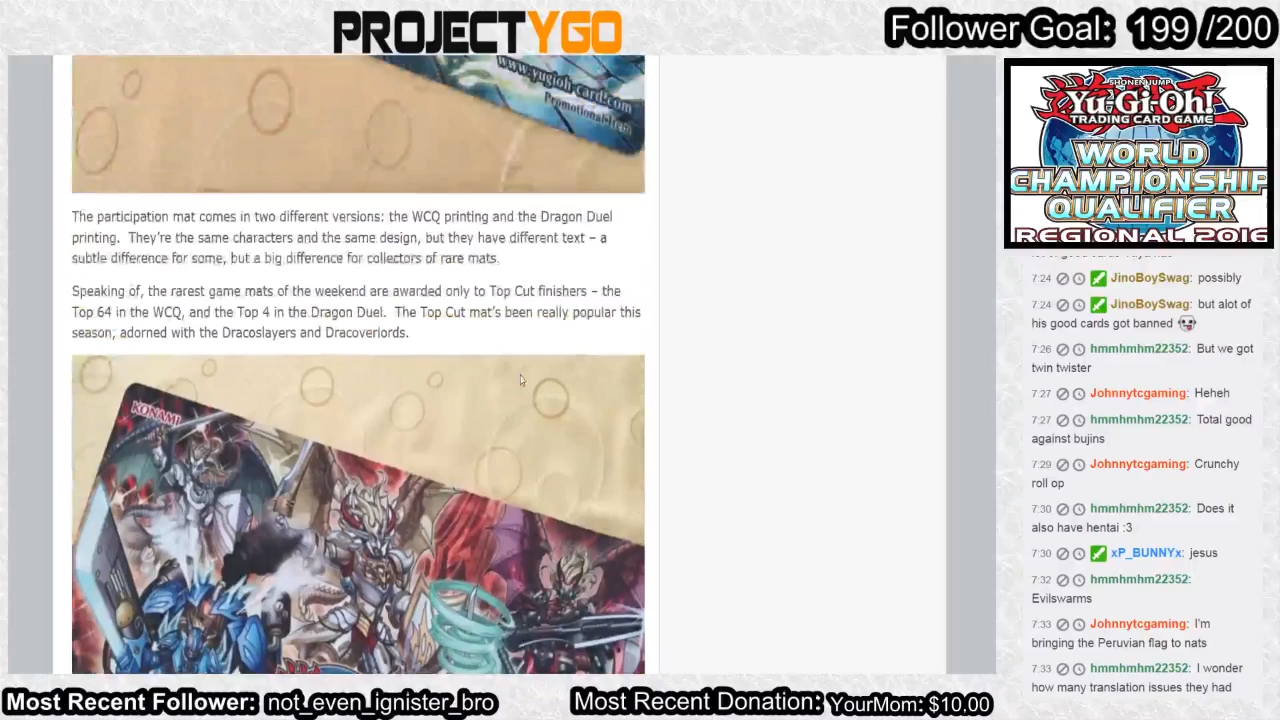 PROJECTYGO
Follower Goal: 199 /200
www.yugioh-card.com
Promotional Item
The participation mat comes in two different versions: the WCQ printing and the Dragon Duel
printing. They're the same characters and the same design, but they have different text – a
subtle difference for some, but a big difference for collectors of rare mats.
Speaking of, the rarest game mats of the weekend are awarded only to Top Cut finishers – the
Top 64 in the WCQ, and the Top 4 in the Dragon Duel. The Top Cut mat's been really popular this
season, adorned with the Dracoslayers and Dracoverlords.
KONAMI
SHONEN JUMP
Yu-Gi-Oh!
TRADING CARD GAME
WORLD
CHAMPIONSHIP
QUALIFIER
REGIONAL 2016
7:24 JinoBoySwag: possibly
7:24 JinoBoySwag: but alot of
his good cards got banned
7:26 hmmhmhm22352: But we got
twin twister
7:27 Johnnytcgaming: Heheh
7:27 hmmhmhm22352: Total good
against bujins
7:29 Johnnytcgaming: Crunchy
roll op
7:30 hmmhmhm22352: Does it
also have hentai :3
7:30 xP_BUNNYx: jesus
7:32 hmmhmhm22352:
Evilswarms
7:33 Johnnytcgaming: I'm
bringing the Peruvian flag to nats
7:33 hmmhmhm22352: I wonder
how many translation issues they had
Most Recent Follower: not_even_ignister_bro
Most Recent Donation: YourMom: $10.00